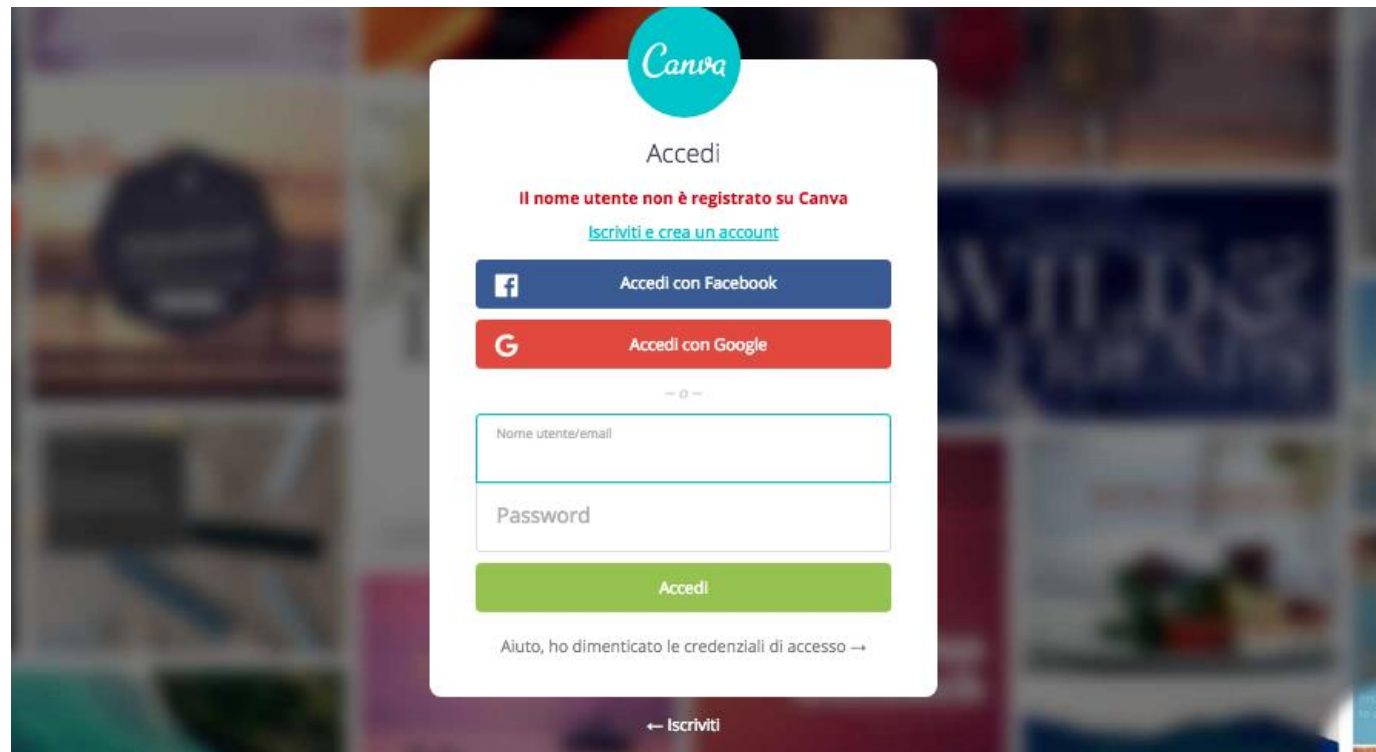 Canva
Accedi
Il nome utente non è registrato su Canva
Iscriviti e crea un account
Accedi con Facebook
G Accedi con Google
– o –
Nome utente/email
Password
Accedi
Aiuto, ho dimenticato le credenziali di accesso →
← Iscriviti
WILD &